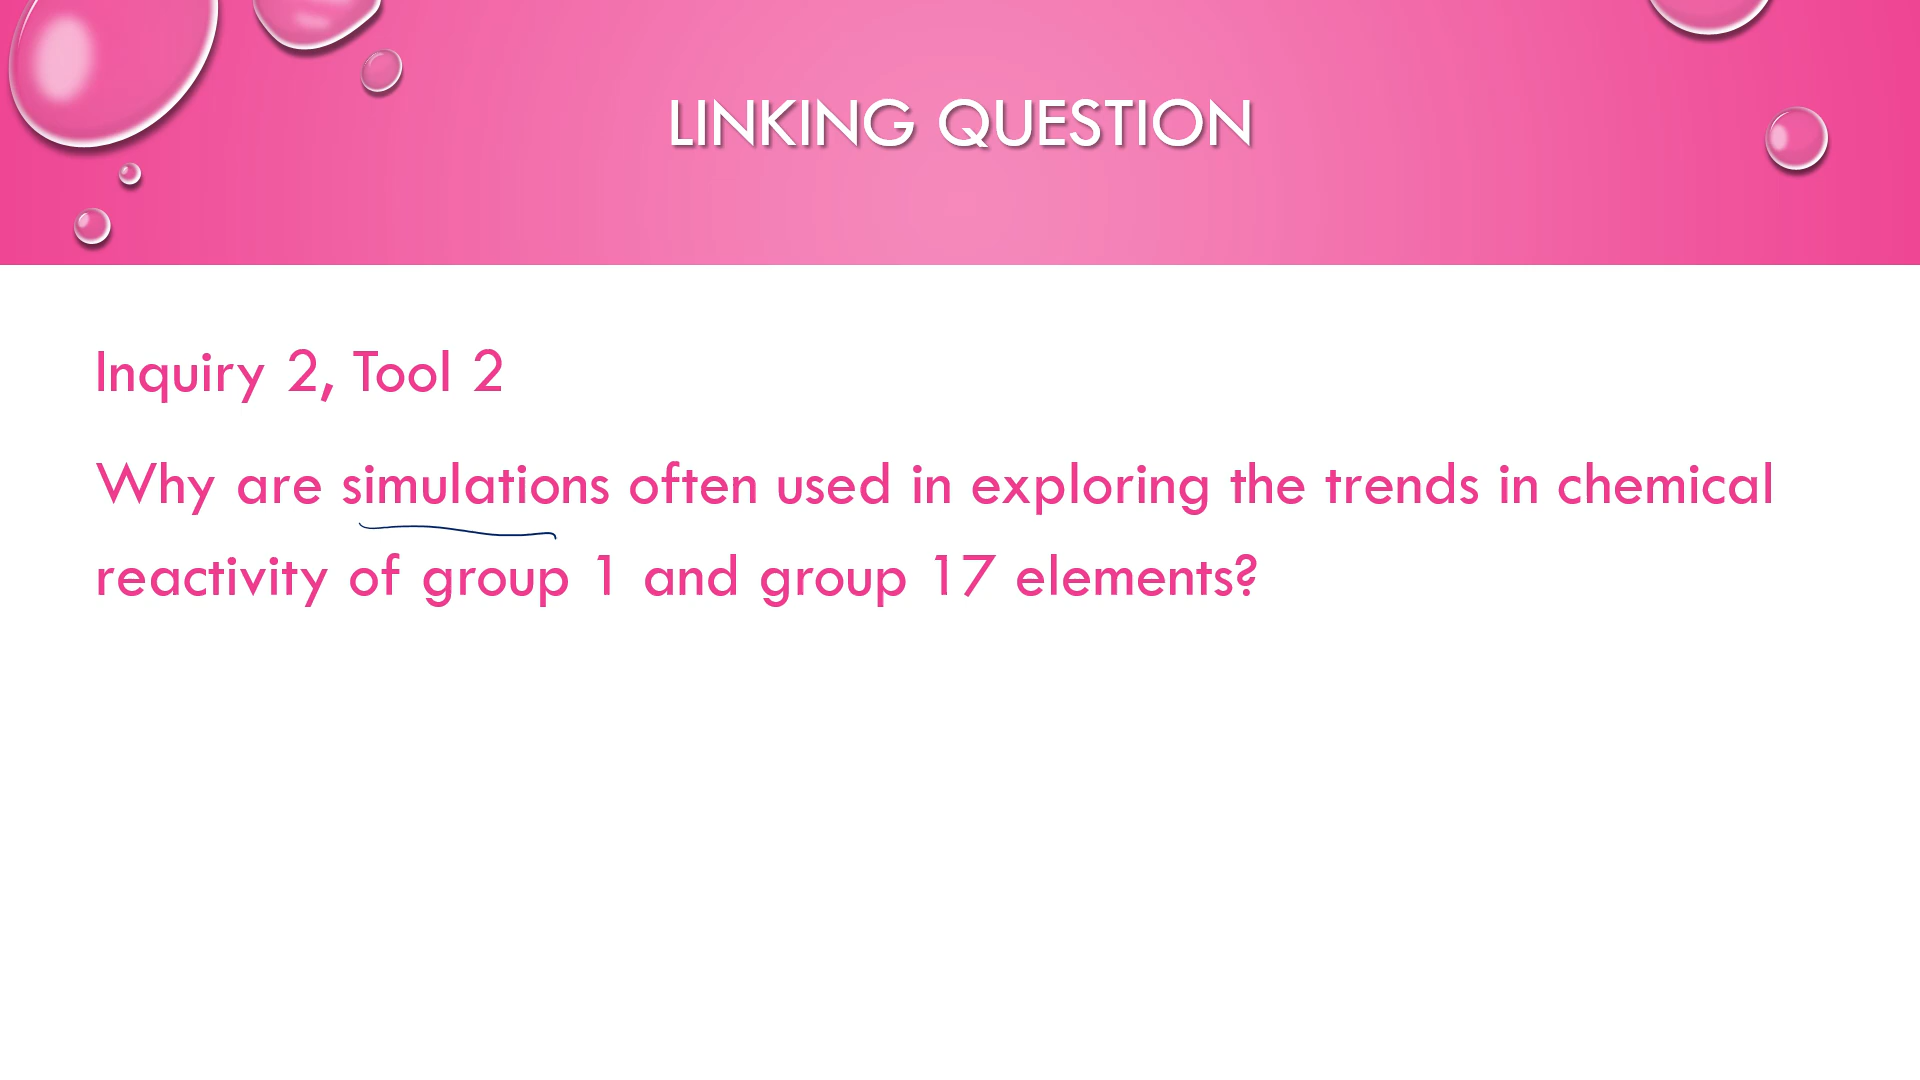 LINKING QUESTION
Inquiry 2, Tool 2
Why are simulations often used in exploring the trends in chemical
reactivity of group 1 and group 17 elements?